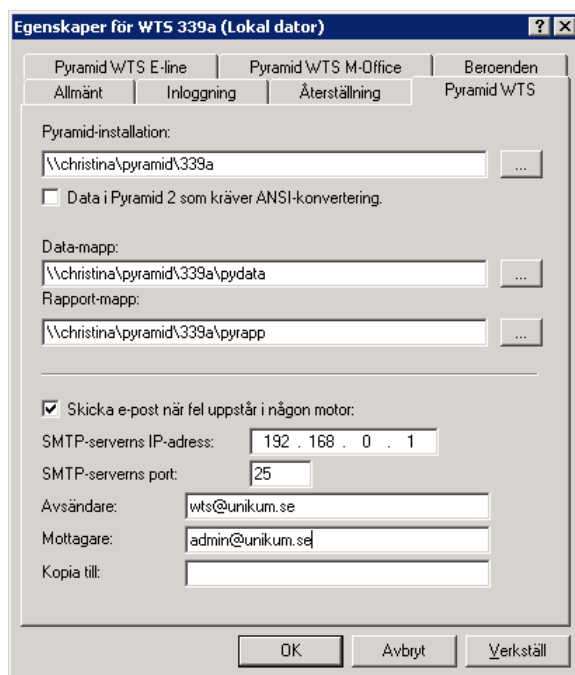 Egenskaper för WTS 339a (Lokal dator)
Pyramid WTS E-line
Pyramid WTS M-Office
Beroenden
Allmänt
Inloggning
Återställning
Pyramid WTS
Pyramid-installation:
\\christina\pyramid\339a
...
Data i Pyramid 2 som kräver ANSI-konvertering.
Data-mapp:
\\christina\pyramid\339a\pydata
...
Rapport-mapp:
\\christina\pyramid\339a\pyrapp
...
Skicka e-post när fel uppstår i någon motor:
SMTP-serverns IP-adress: 192 . 168 . 0 . 1
SMTP-serverns port: 25
Avsändare: wts@unikum.se
Mottagare: admin@unikum.se
Kopia till:
OK
Avbryt
Verkställ